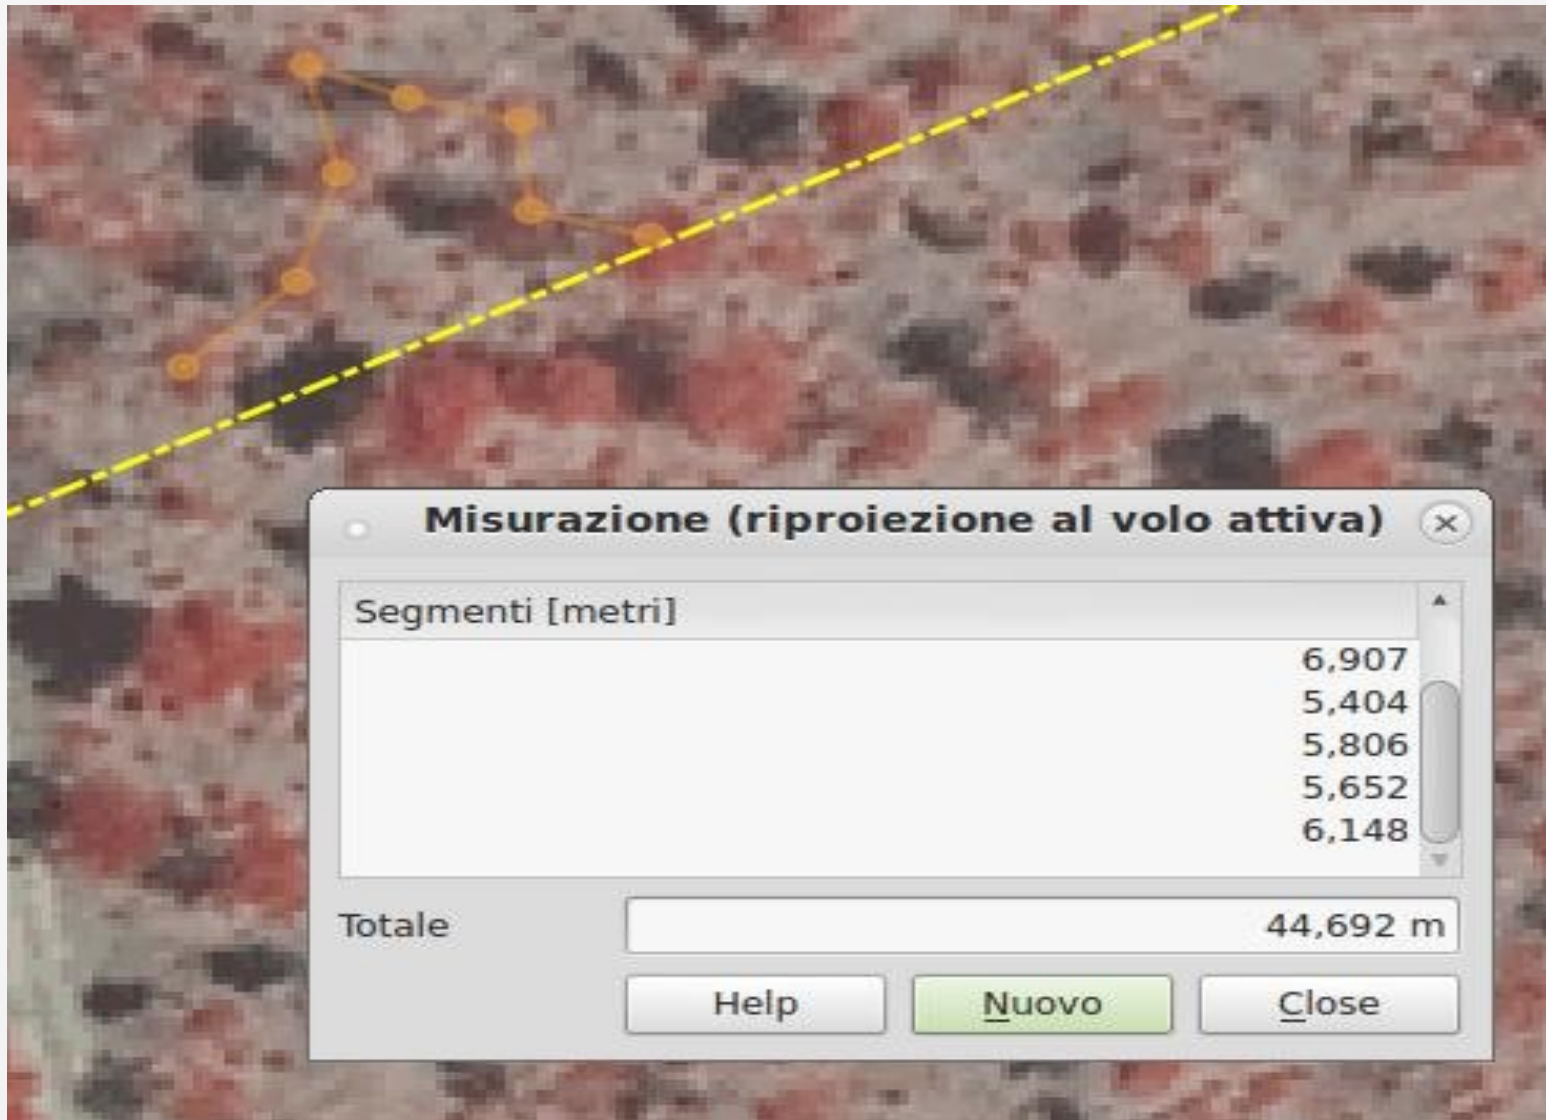 Misurazione (riproiezione al volo attiva)
Segmenti [metri]
6,907
5,404
5,806
5,652
6,148
Totale
44,692 m
Help
Nuovo
Close